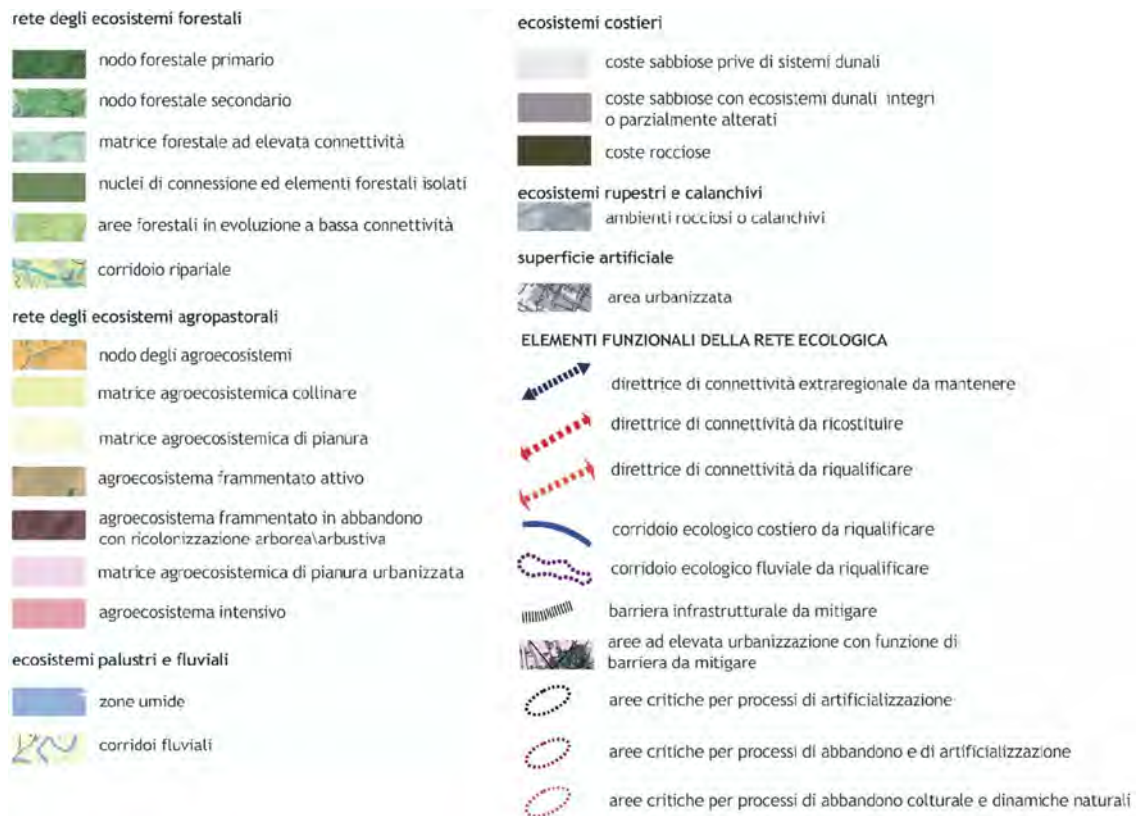 rete degli ecosistemi forestali
nodo forestale primario
nodo forestale secondario
matrice forestale ad elevata connettività
nuclei di connessione ed elementi forestali isolati
aree forestali in evoluzione a bassa connettività
corridoio ripariale
rete degli ecosistemi agropastorali
nodo degli agroecosistemi
matrice agroecosistemica collinare
matrice agroecosistemica di pianura
agroecosistema frammentato attivo
agroecosistema frammentato in abbandono
con ricolonizzazione arborea\arbustiva
matrice agroecosistemica di pianura urbanizzata
agroecosistema intensivo
ecosistemi palustri e fluviali
zone umide
corridoi fluviali
ecosistemi costieri
coste sabbiose prive di sistemi dunali
coste sabbiose con ecosistemi dunali integri
o parzialmente alterati
coste rocciose
ecosistemi rupestri e calanchivi
ambienti rocciosi o calanchivi
superficie artificiale
area urbanizzata
ELEMENTI FUNZIONALI DELLA RETE ECOLOGICA
direttrice di connettività extraregionale da mantenere
direttrice di connettività da ricostituire
direttrice di connettività da riqualificare
corridoio ecologico costiero da riqualificare
corridoio ecologico fluviale da riqualificare
barriera infrastrutturale da mitigare
aree ad elevata urbanizzazione con funzione di
barriera da mitigare
aree critiche per processi di artificializzazione
aree critiche per processi di abbandono e di artificializzazione
aree critiche per processi di abbandono colturale e dinamiche naturali